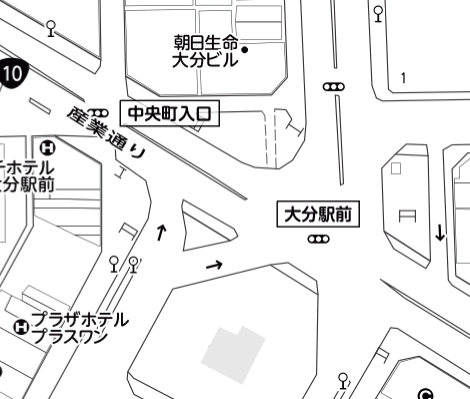 朝日生命
大分ビル
10
1
中央町入口
産業通り
チホテル
大分駅前
大分駅前
H
プラザホテル
プラスワン
H
C